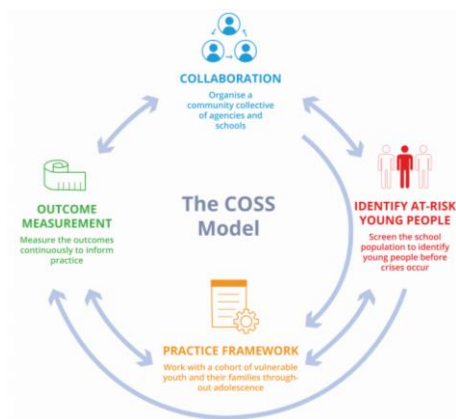 COLLABORATION
Organise a
community collective
of agencies and
schools
OUTCOME
MEASUREMENT
Measure the outcomes
continuously to inform
practice
The COSS
Model
IDENTIFY AT-RISK
YOUNG PEOPLE
Screen the school
population to identify
young people before
crises occur
PRACTICE FRAMEWORK
Work with a cohort of vulnerable
youth and their families through-
out adolescence